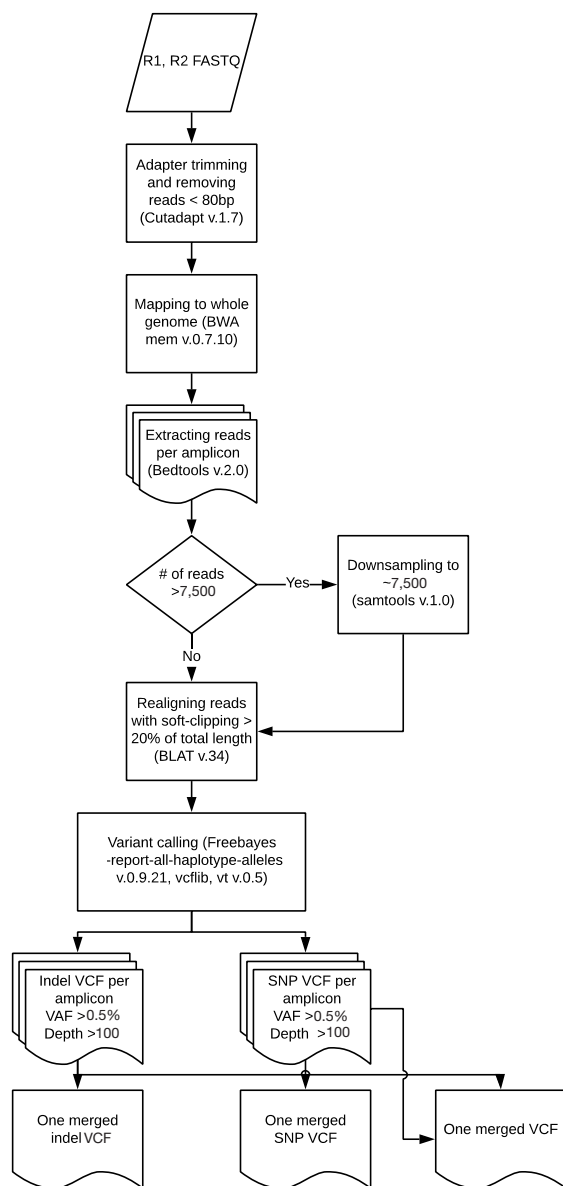 R1, R2 FASTQ
Adapter trimming
and removing
reads < 80bp
(Cutadapt v.1.7)
Mapping to whole
genome (BWA
mem v.0.7.10)
Extracting reads
per amplicon
(Bedtools v.2.0)
# of reads
>7,500
Yes
Downsampling to
~7,500
(samtools v.1.0)
No
Realigning reads
with soft-clipping >
20% of total length
(BLAT v.34)
Variant calling (Freebayes
-report-all-haplotype-alleles
v.0.9.21, vcflib, vt v.0.5)
Indel VCF per
amplicon
VAF >0.5%
Depth >100
SNP VCF per
amplicon
VAF >0.5%
Depth >100
One merged
indel VCF
One merged
SNP VCF
One merged VCF